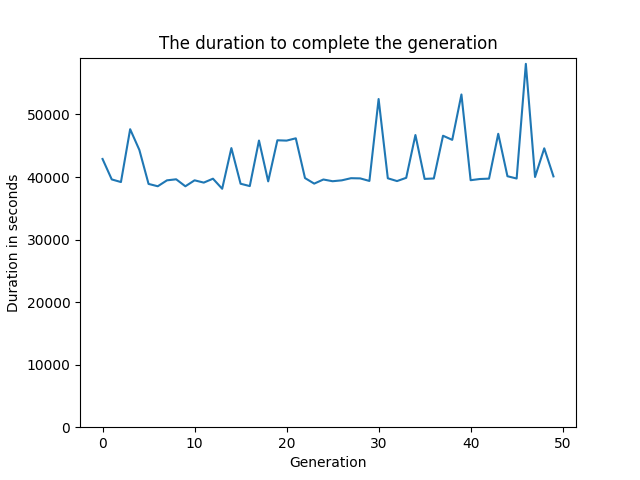 The duration to complete the generation
Duration in seconds
50000
40000
30000
20000
10000
0
0 10 20 30 40 50
Generation